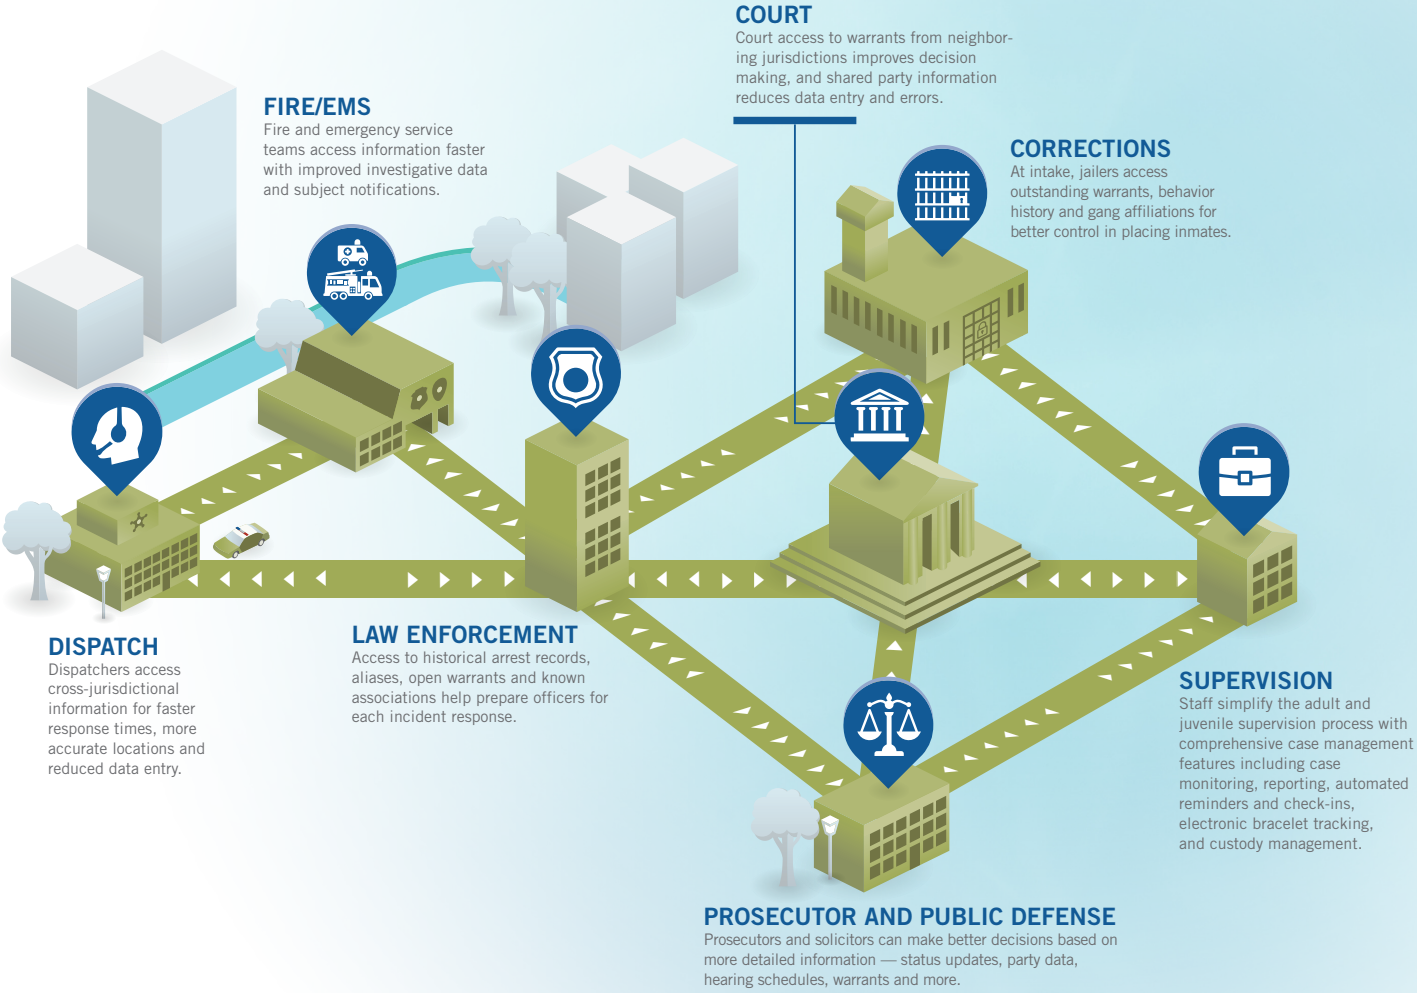 COURT
Court access to warrants from neighbor-
ing jurisdictions improves decision
making, and shared party information
reduces data entry and errors.
FIRE/EMS
Fire and emergency service
teams access information faster
with improved investigative data
and subject notifications.
CORRECTIONS
At intake, jailers access
outstanding warrants, behavior
history and gang affiliations for
better control in placing inmates.
DISPATCH
Dispatchers access
cross-jurisdictional
information for faster
response times, more
accurate locations and
reduced data entry.
LAW ENFORCEMENT
Access to historical arrest records,
aliases, open warrants and known
associations help prepare officers for
each incident response.
SUPERVISION
Staff simplify the adult and
juvenile supervision process with
comprehensive case management
features including case
monitoring, reporting, automated
reminders and check-ins,
electronic bracelet tracking,
and custody management.
PROSECUTOR AND PUBLIC DEFENSE
Prosecutors and solicitors can make better decisions based on
more detailed information — status updates, party data,
hearing schedules, warrants and more.